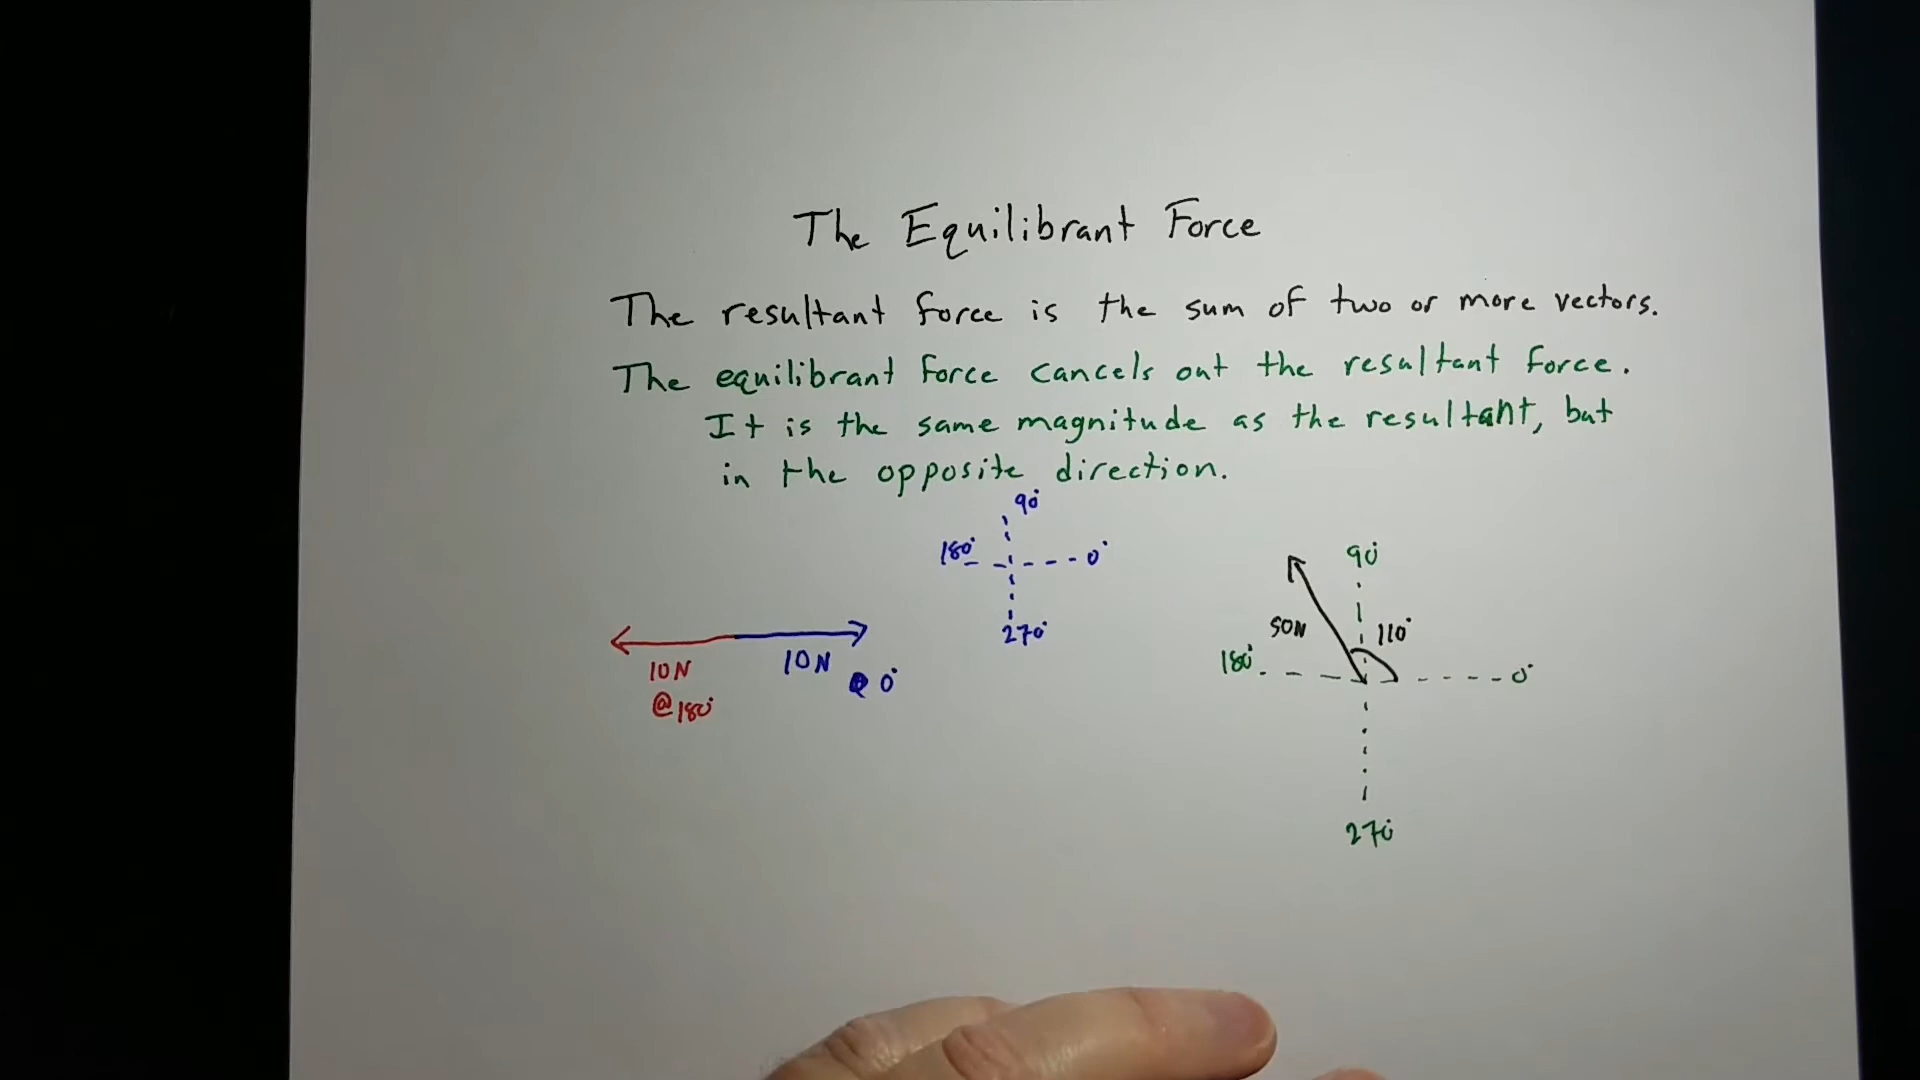 The Equilibrant Force
The resultant force is the sum of two or more vectors.
The equilibrant force cancels out the resultant force.
It is the same magnitude as the resultant, but
in the opposite direction.
90°
180° 0°
270°
10N 10N
@180° @ 0°
90°
50N 110°
180° 0°
270°